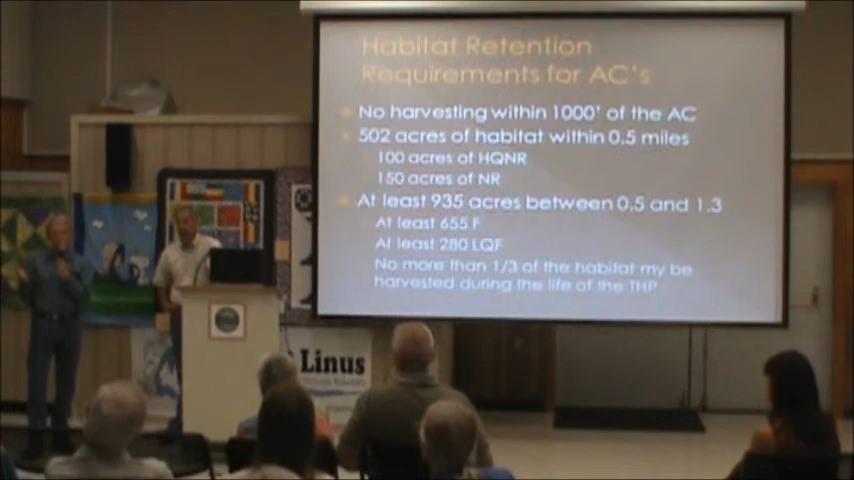 Habitat Retention
Requirements for AC's
No harvesting within 1000' of the AC
502 acres of habitat within 0.5 miles
100 acres of HQNR
150 acres of NR
At least 935 acres between 0.5 and 1.3
At least 655 F
At least 280 LQF
No more than 1/3 of the habitat my be
harvested during the life of the THP
Linus